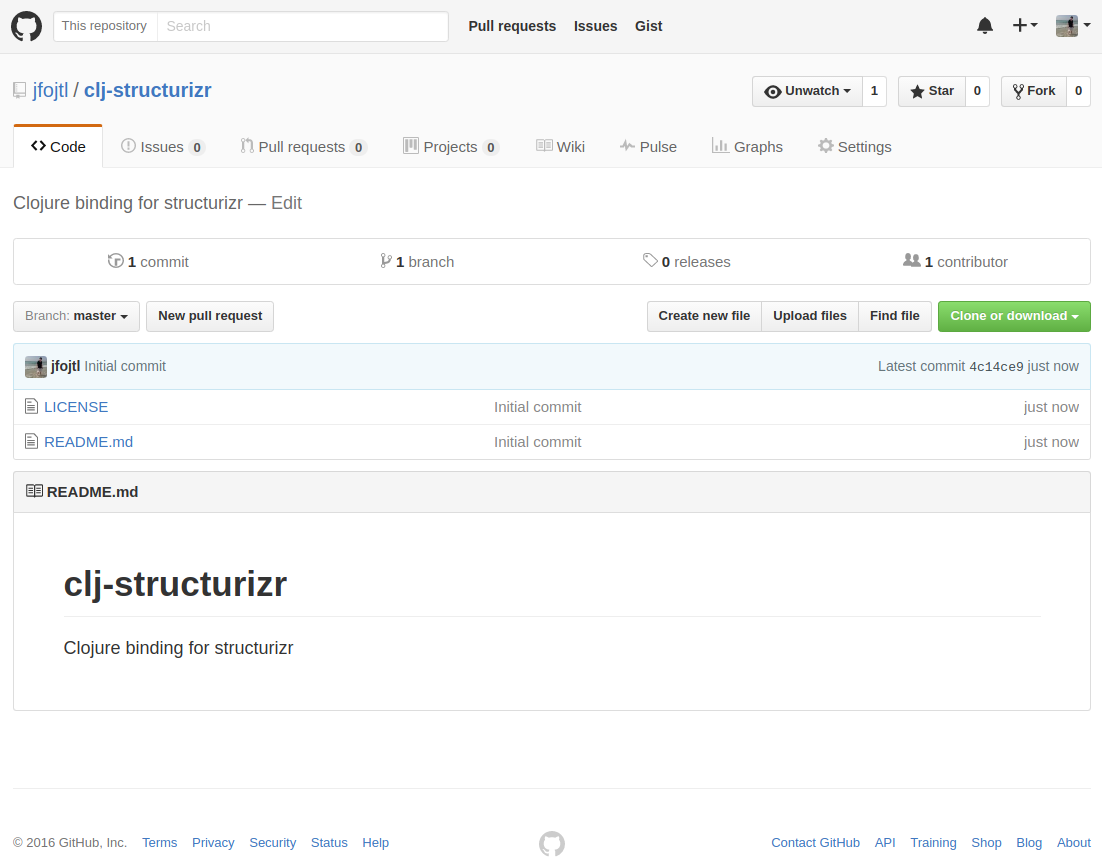 This repository Search Pull requests Issues Gist
jfojtl / clj-structurizr Unwatch 1 Star 0 Fork 0
Code Issues 0 Pull requests 0 Projects 0 Wiki Pulse Graphs Settings
Clojure binding for structurizr — Edit
1 commit 1 branch 0 releases 1 contributor
Branch: master New pull request Create new file Upload files Find file Clone or download
jfojtl Initial commit Latest commit 4c14ce9 just now
LICENSE Initial commit just now
README.md Initial commit just now
README.md
clj-structurizr
Clojure binding for structurizr
© 2016 GitHub, Inc. Terms Privacy Security Status Help Contact GitHub API Training Shop Blog About